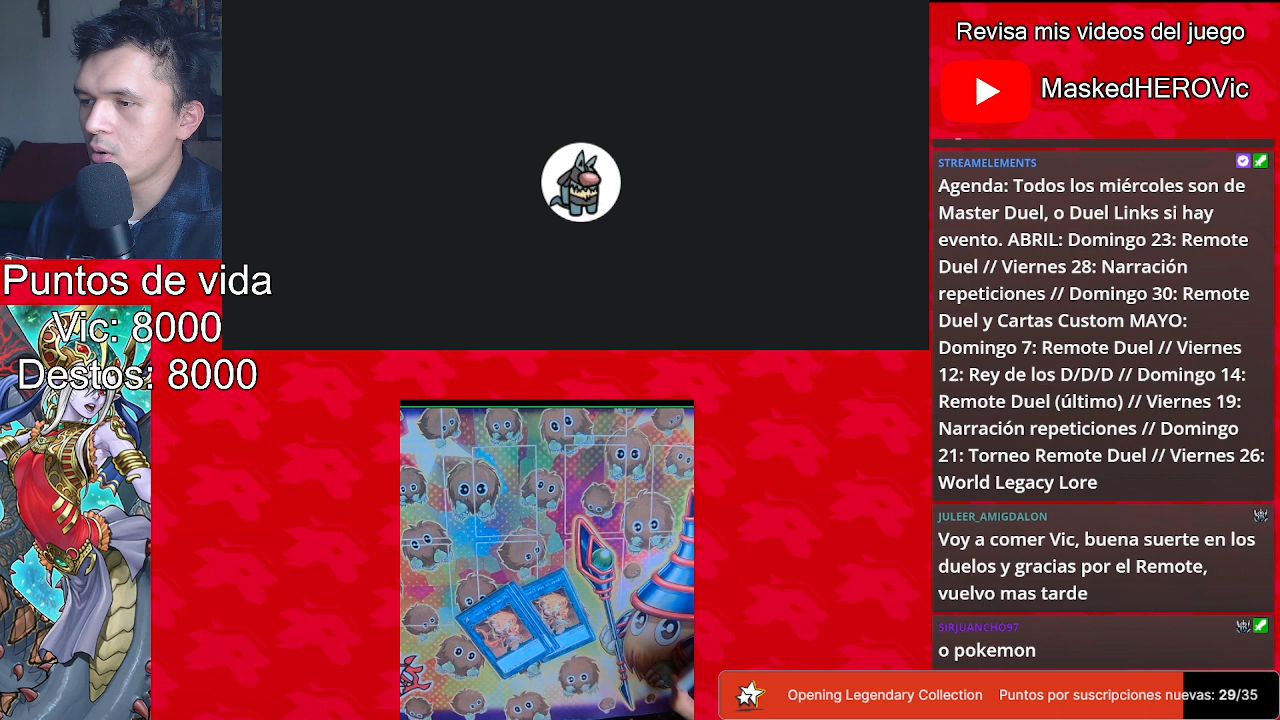 Revisa mis videos del juego
MaskedHEROVic
STREAMELEMENTS
Agenda: Todos los miércoles son de
Master Duel, o Duel Links si hay
evento. ABRIL: Domingo 23: Remote
Duel // Viernes 28: Narración
repeticiones // Domingo 30: Remote
Duel y Cartas Custom MAYO:
Domingo 7: Remote Duel // Viernes
12: Rey de los D/D/D // Domingo 14:
Remote Duel (último) // Viernes 19:
Narración repeticiones // Domingo
21: Torneo Remote Duel // Viernes 26:
World Legacy Lore
JULEER_AMIGDALON
Voy a comer Vic, buena suerte en los
duelos y gracias por el Remote,
vuelvo mas tarde
SIRJUANCHO97
o pokemon
Puntos de vida
Vic: 8000
Destos: 8000
Opening Legendary Collection Puntos por suscripciones nuevas: 29/35